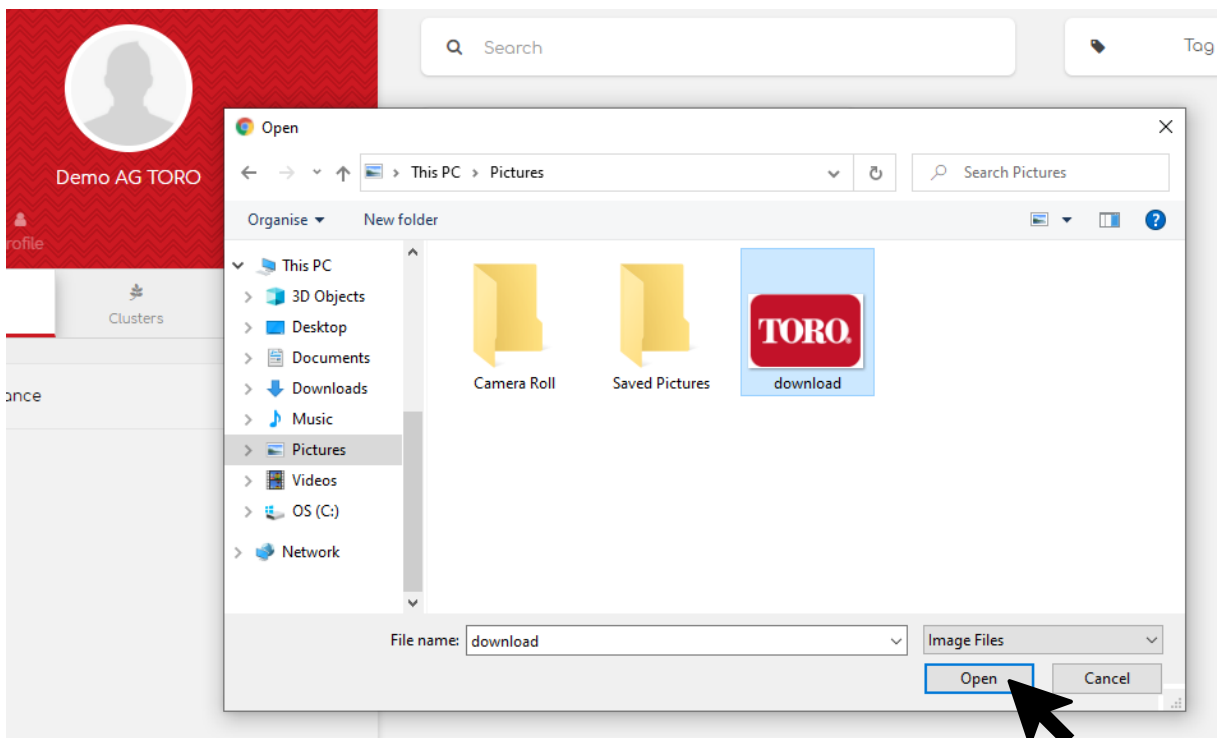 Search
Tag
Demo AG TORO
rofile
Clusters
ance
Open
This PC > Pictures
Search Pictures
Organise
New folder
?
This PC
3D Objects
Desktop
Documents
Downloads
Music
Pictures
Videos
OS (C:)
Network
TORO.
Camera Roll
Saved Pictures
download
File name:
download
Image Files
Open
Cancel